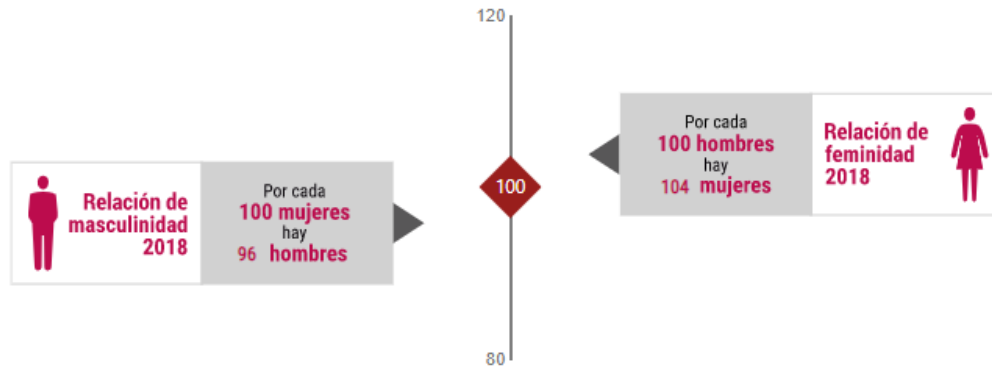 120
Por cada
100 hombres
hay
104 mujeres
Relación de
feminidad
2018
100
Relación de
masculinidad
2018
Por cada
100 mujeres
hay
96 hombres
80